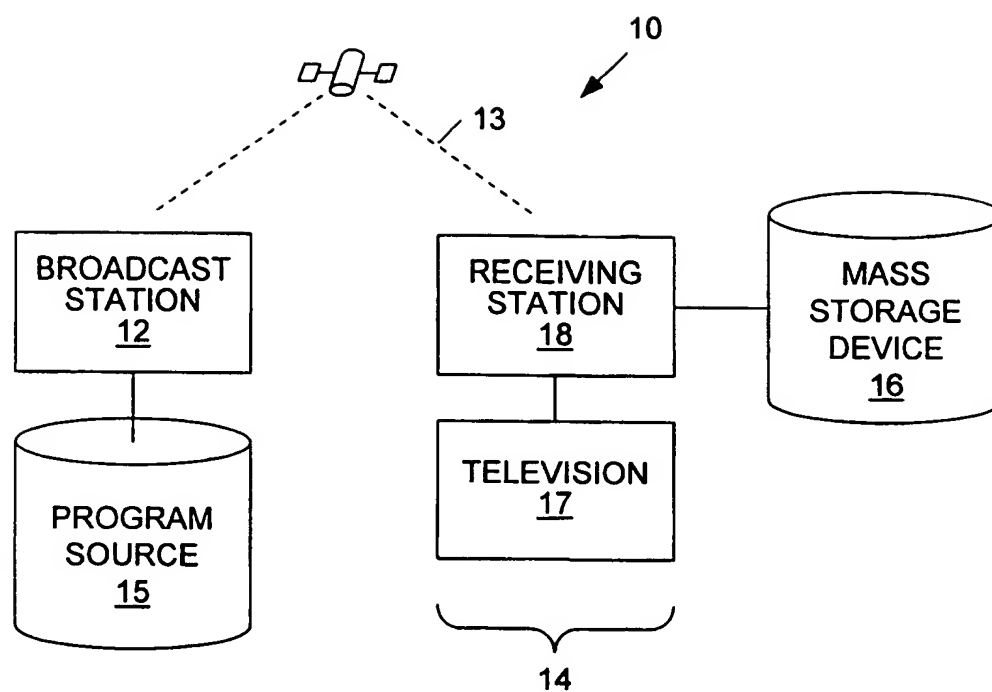 10
13
BROADCAST
STATION
12
RECEIVING
STATION
18
MASS
STORAGE
DEVICE
16
PROGRAM
SOURCE
15
TELEVISION
17
14